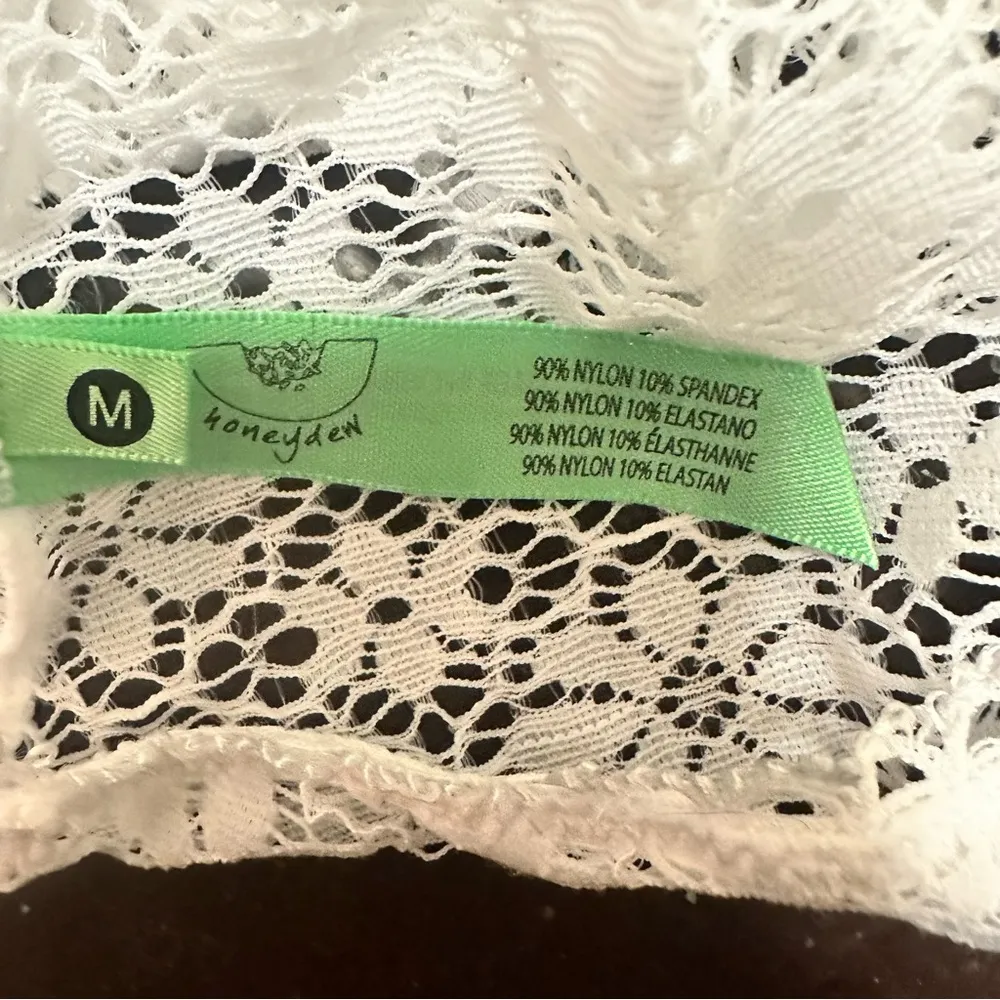 M
honeydew
90% NYLON 10% SPANDEX
90% NYLON 10% ELASTANO
90% NYLON 10% ÉLASTHANNE
90% NYLON 10% ELASTAN